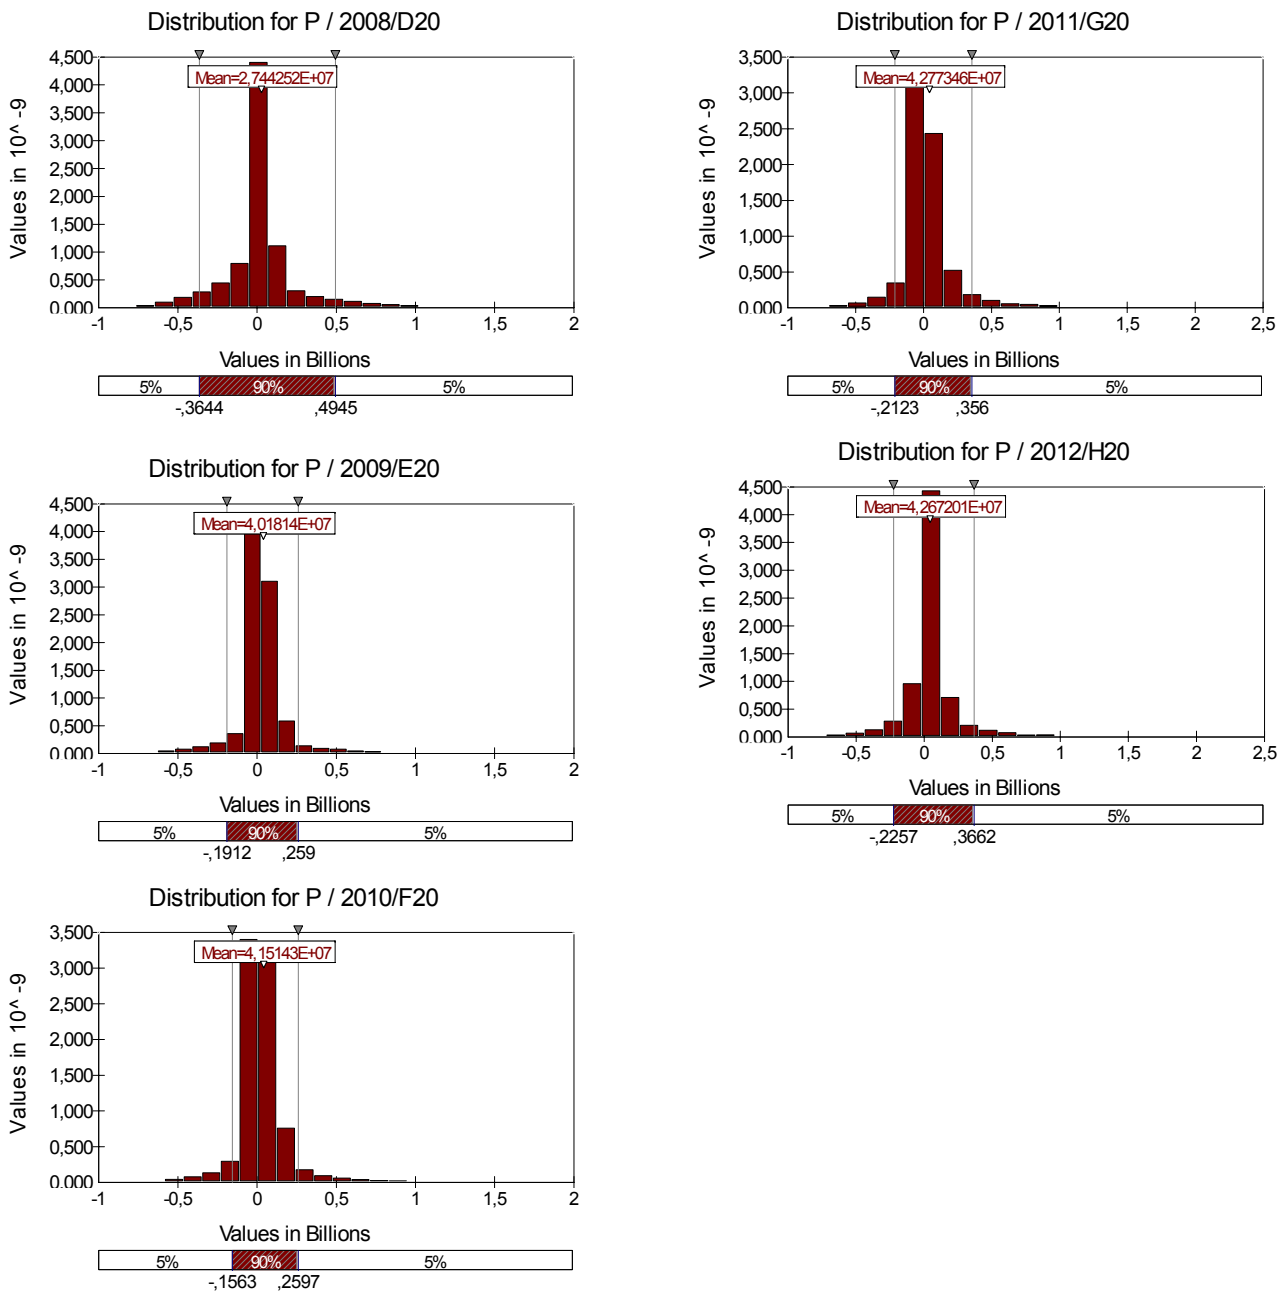 Distribution for P / 2008/D20
Values in 10^ -9
4,500
4,000
3,500
3,000
2,500
2,000
1,500
1,000
0,500
0,000
Mean=2,744252E+07
-1 -0,5 0 0,5 1 1,5 2
Values in Billions
5% 90% 5%
-,3644 ,4945
Distribution for P / 2011/G20
Values in 10^ -9
3,500
3,000
2,500
2,000
1,500
1,000
0,500
0,000
Mean=4,277346E+07
-1 -0,5 0 0,5 1 1,5 2 2,5
Values in Billions
5% 90% 5%
-,2123 ,356
Distribution for P / 2009/E20
Values in 10^ -9
4,500
4,000
3,500
3,000
2,500
2,000
1,500
1,000
0,500
0,000
Mean=4,01814E+07
-1 -0,5 0 0,5 1 1,5 2
Values in Billions
5% 90% 5%
-,1912 ,259
Distribution for P / 2012/H20
Values in 10^ -9
4,500
4,000
3,500
3,000
2,500
2,000
1,500
1,000
0,500
0,000
Mean=4,267201E+07
-1 -0,5 0 0,5 1 1,5 2 2,5
Values in Billions
5% 90% 5%
-,2257 ,3662
Distribution for P / 2010/F20
Values in 10^ -9
3,500
3,000
2,500
2,000
1,500
1,000
0,500
0,000
Mean=4,15143E+07
-1 -0,5 0 0,5 1 1,5 2
Values in Billions
5% 90% 5%
-,1563 ,2597